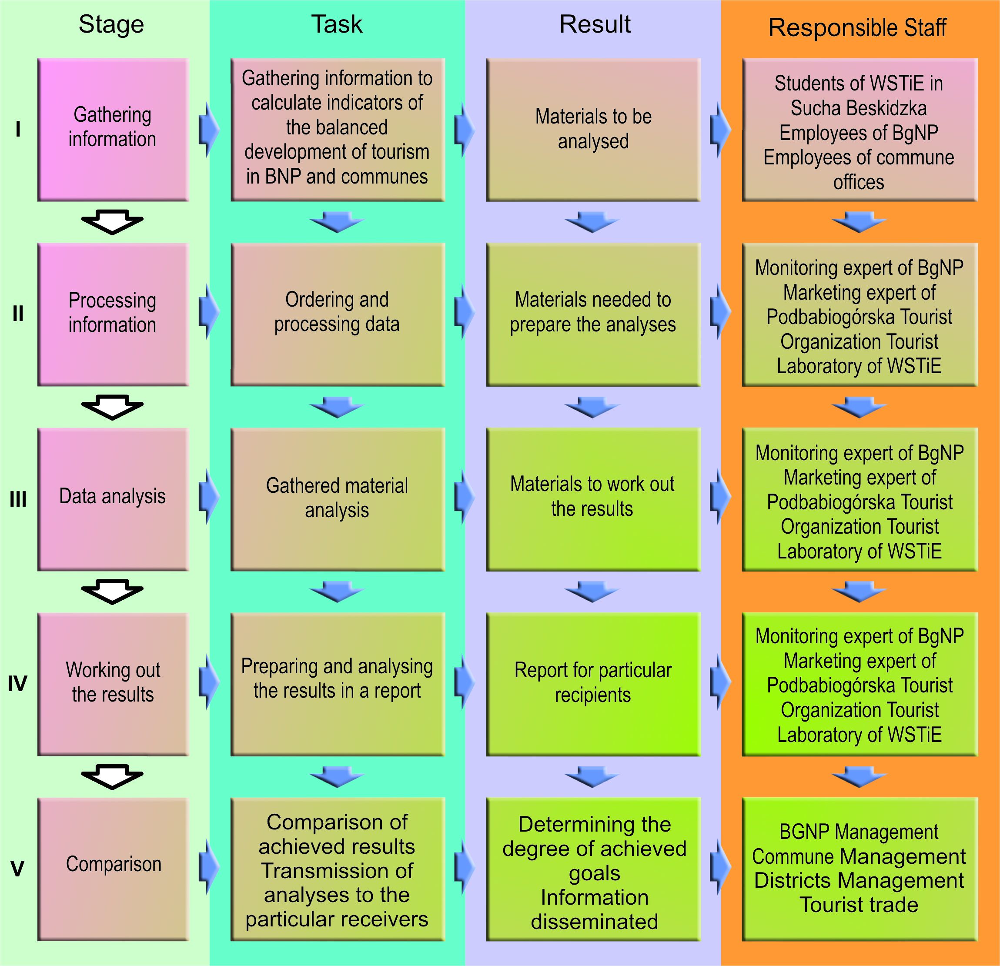 Stage
Task
Result
Responsible Staff
I
Gathering
information
Gathering information to
calculate indicators of
the balanced
development of tourism
in BNP and communes
Materials to be
analysed
Students of WSTiE in
Sucha Beskidzka
Employees of BgNP
Employees of commune
offices
II
Processing
information
Ordering and
processing data
Materials needed to
prepare the analyses
Monitoring expert of BgNP
Marketing expert of
Podbabiogórska Tourist
Organization Tourist
Laboratory of WSTiE
III
Data analysis
Gathered material
analysis
Materials to work out
the results
Monitoring expert of BgNP
Marketing expert of
Podbabiogórska Tourist
Organization Tourist
Laboratory of WSTiE
IV
Working out
the results
Preparing and analysing
the results in a report
Report for particular
recipients
Monitoring expert of BgNP
Marketing expert of
Podbabiogórska Tourist
Organization Tourist
Laboratory of WSTiE
V
Comparison
Comparison of
achieved results
Transmission of
analyses to the
particular receivers
Determining the
degree of achieved
goals
Information
disseminated
BGNP Management
Commune Management
Districts Management
Tourist trade